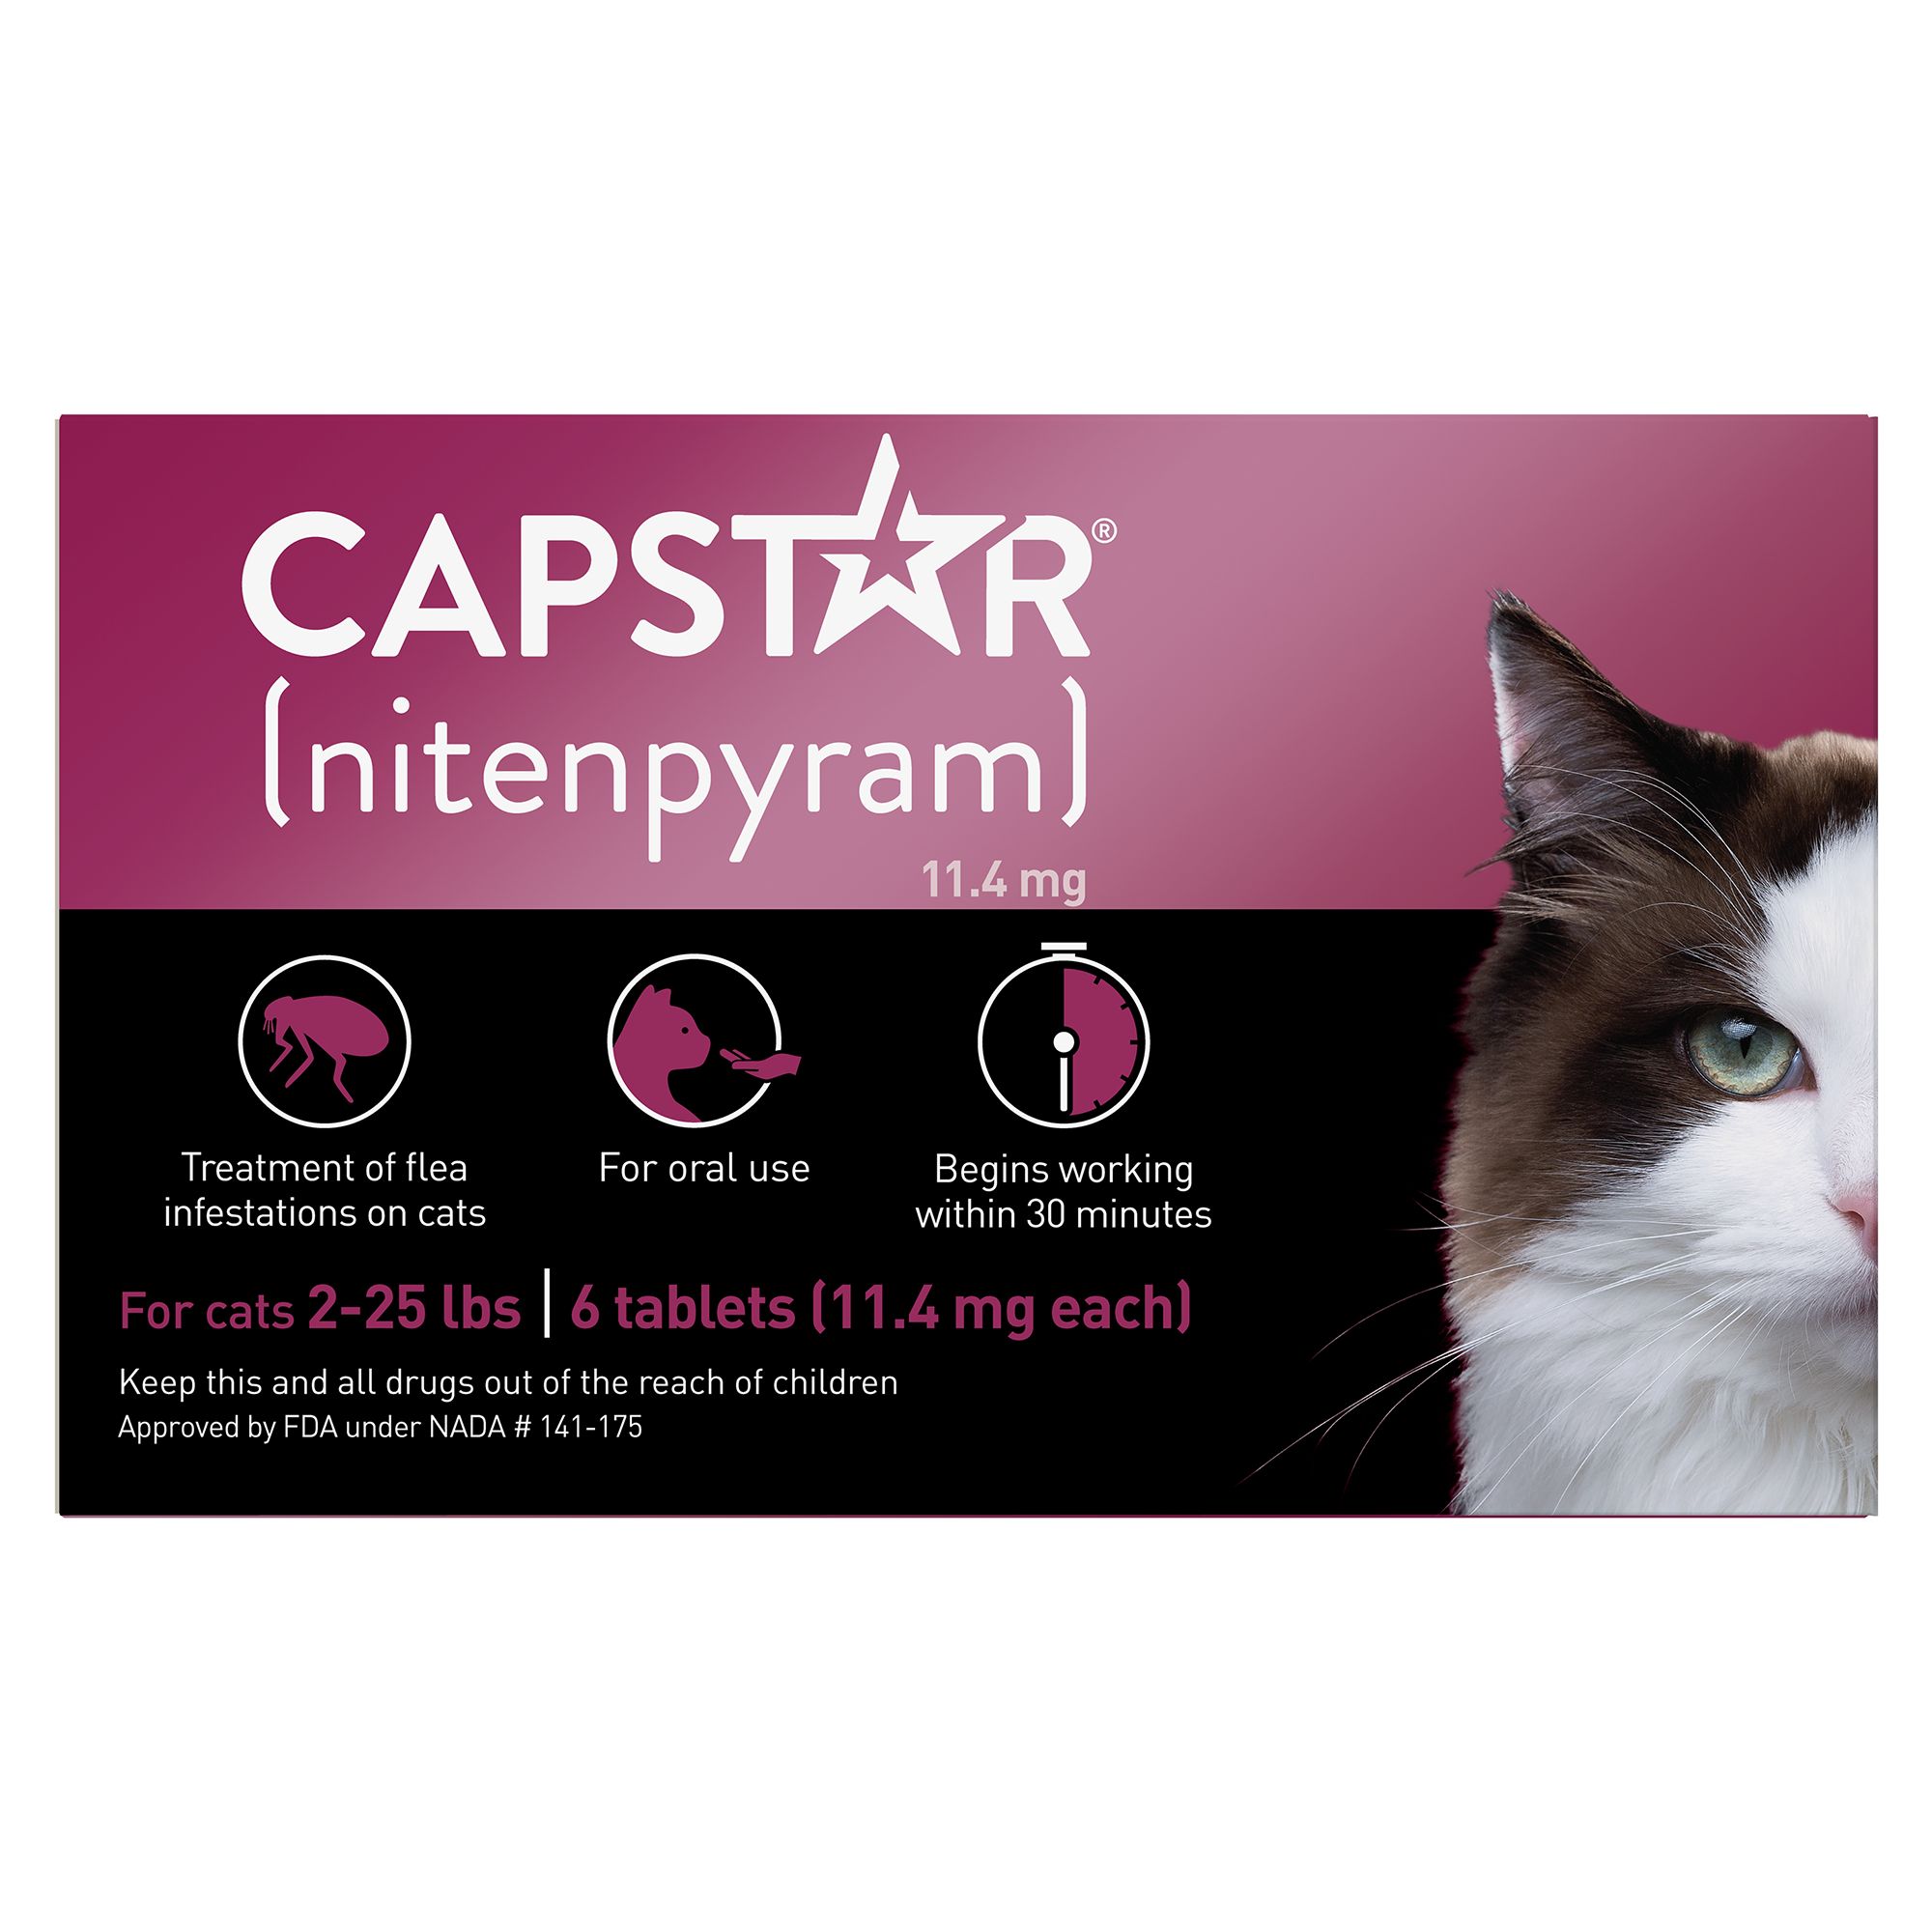 CAPSTAR®
(nitenpyram)
11.4 mg
Treatment of flea
infestations on cats
For oral use
Begins working
within 30 minutes
For cats 2-25 lbs | 6 tablets (11.4 mg each)
Keep this and all drugs out of the reach of children
Approved by FDA under NADA # 141-175